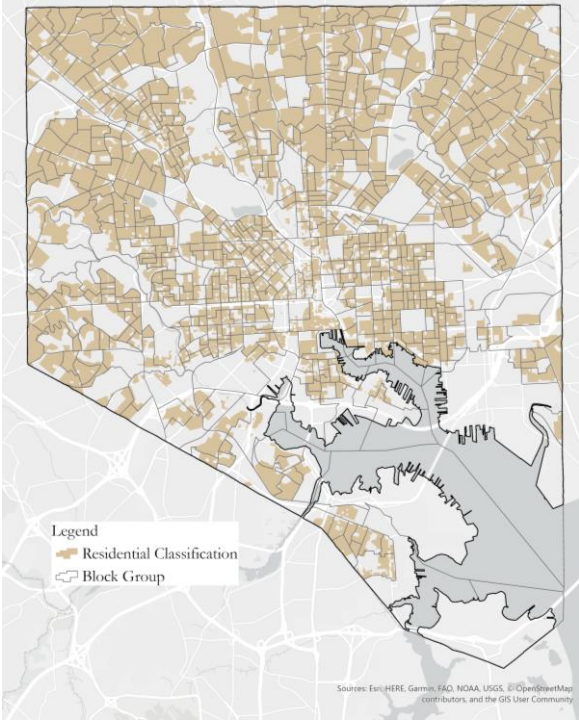 Legend
Residential Classification
Block Group
Sources: Esri, HERE, Garmin, FAO, NOAA, USGS, © OpenStreetMap
contributors, and the GIS User Community